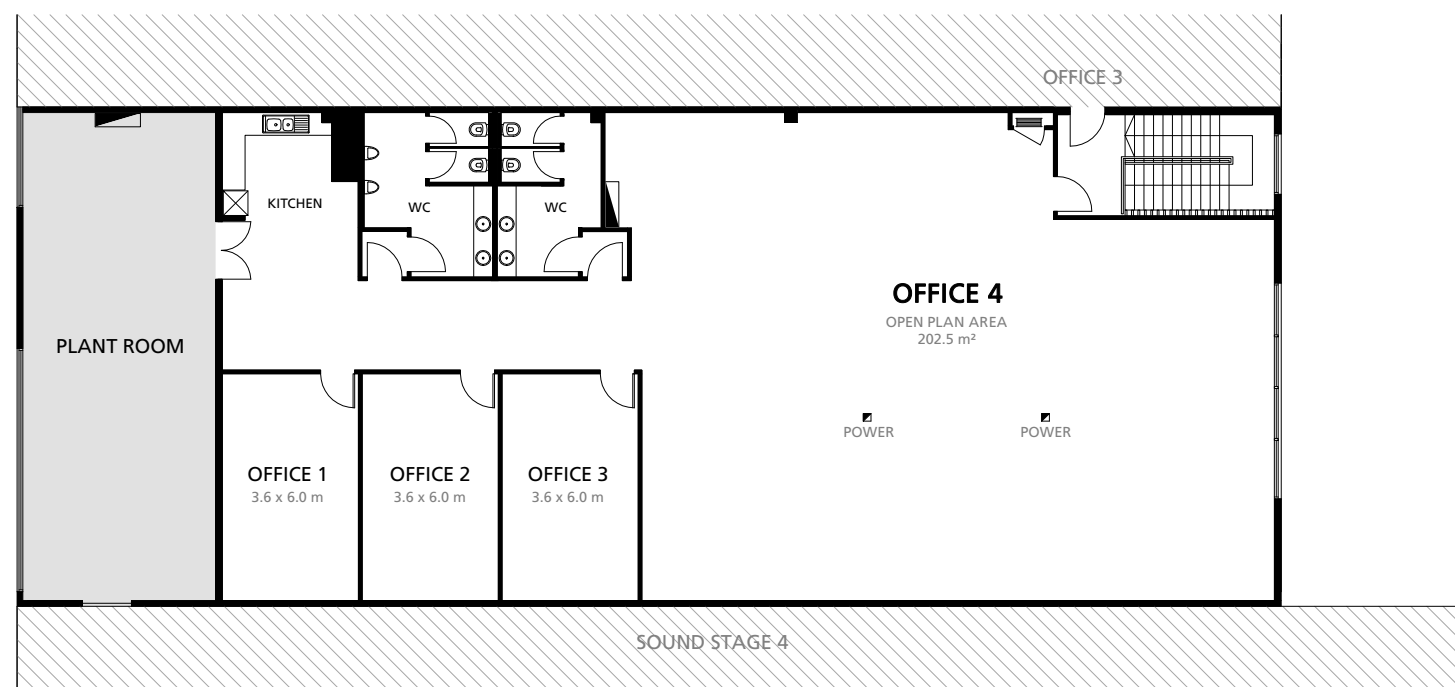 OFFICE 3
KITCHEN
WC
WC
OFFICE 4
OPEN PLAN AREA
202.5 m²
PLANT ROOM
POWER
POWER
OFFICE 1
3.6 x 6.0 m
OFFICE 2
3.6 x 6.0 m
OFFICE 3
3.6 x 6.0 m
SOUND STAGE 4